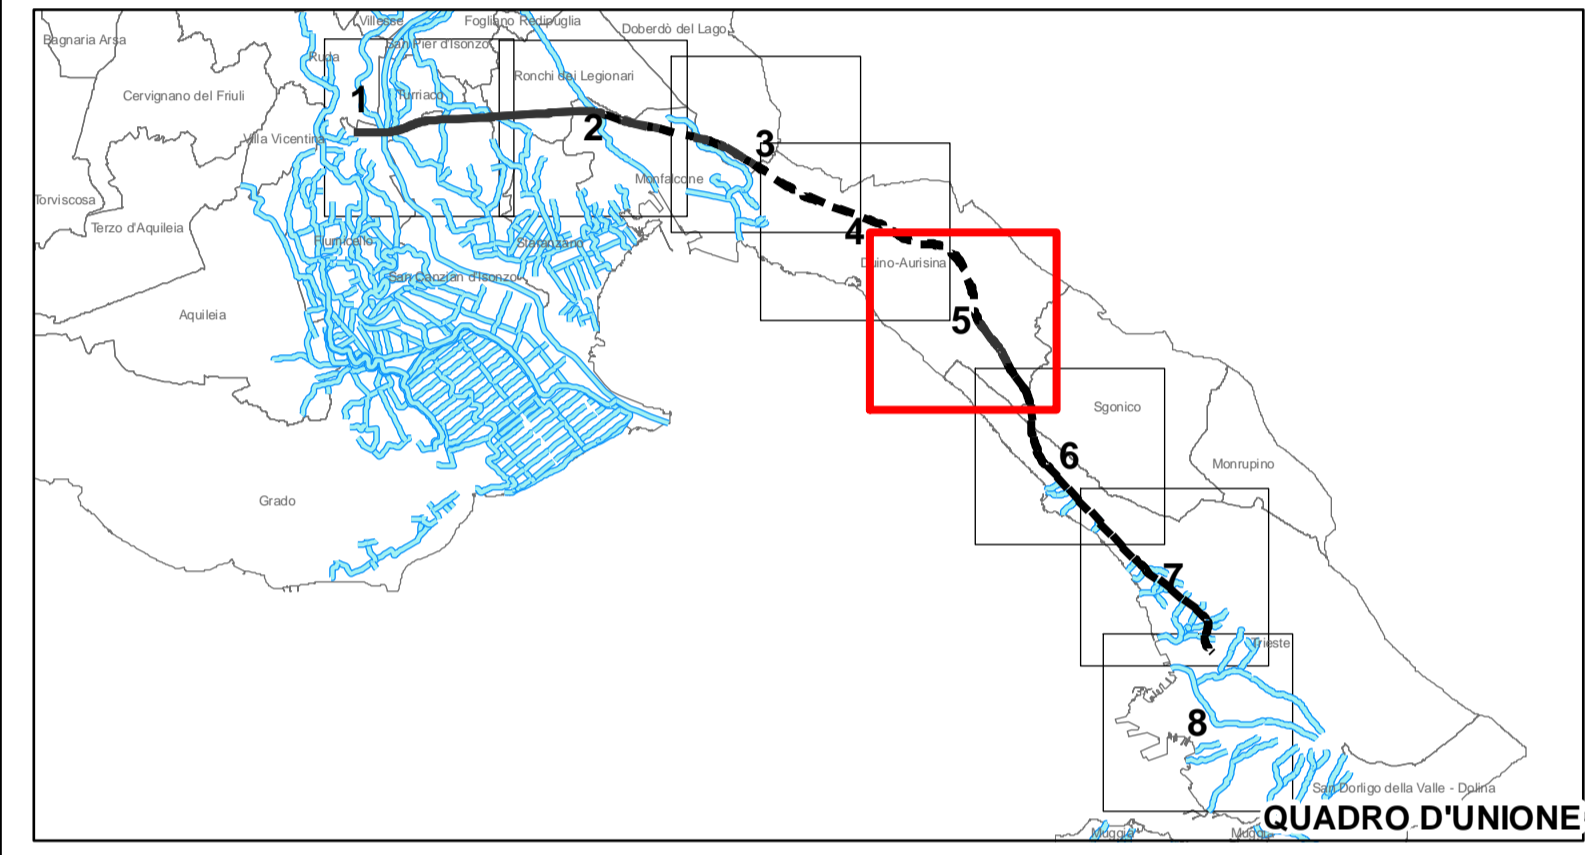 Villesse
Fogliano Redipuglia
Doberdò del Lago
Bagnaria Arsa
San Pier d'Isonzo
Ruda
Ronchi dei Legionari
Cervignano del Friuli
1
Turriaco
2
Villa Vicentina
3
Monfalcone
Torviscosa
Terzo d'Aquileia
4
Fiumicello
Staranzano
Duino-Aurisina
San Canzian d'Isonzo
Aquileia
5
Sgonico
6
Monrupino
Grado
7
Trieste
8
San Dorligo della Valle - Dolina
QUADRO D'UNIONE
Muggia
Muggia